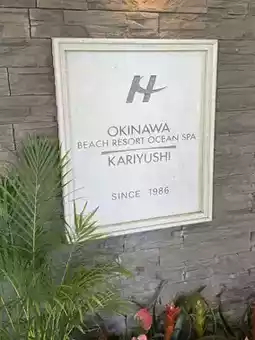 H
OKINAWA
BEACH RESORT OCEAN SPA
KARIYUSHI
SINCE 1986